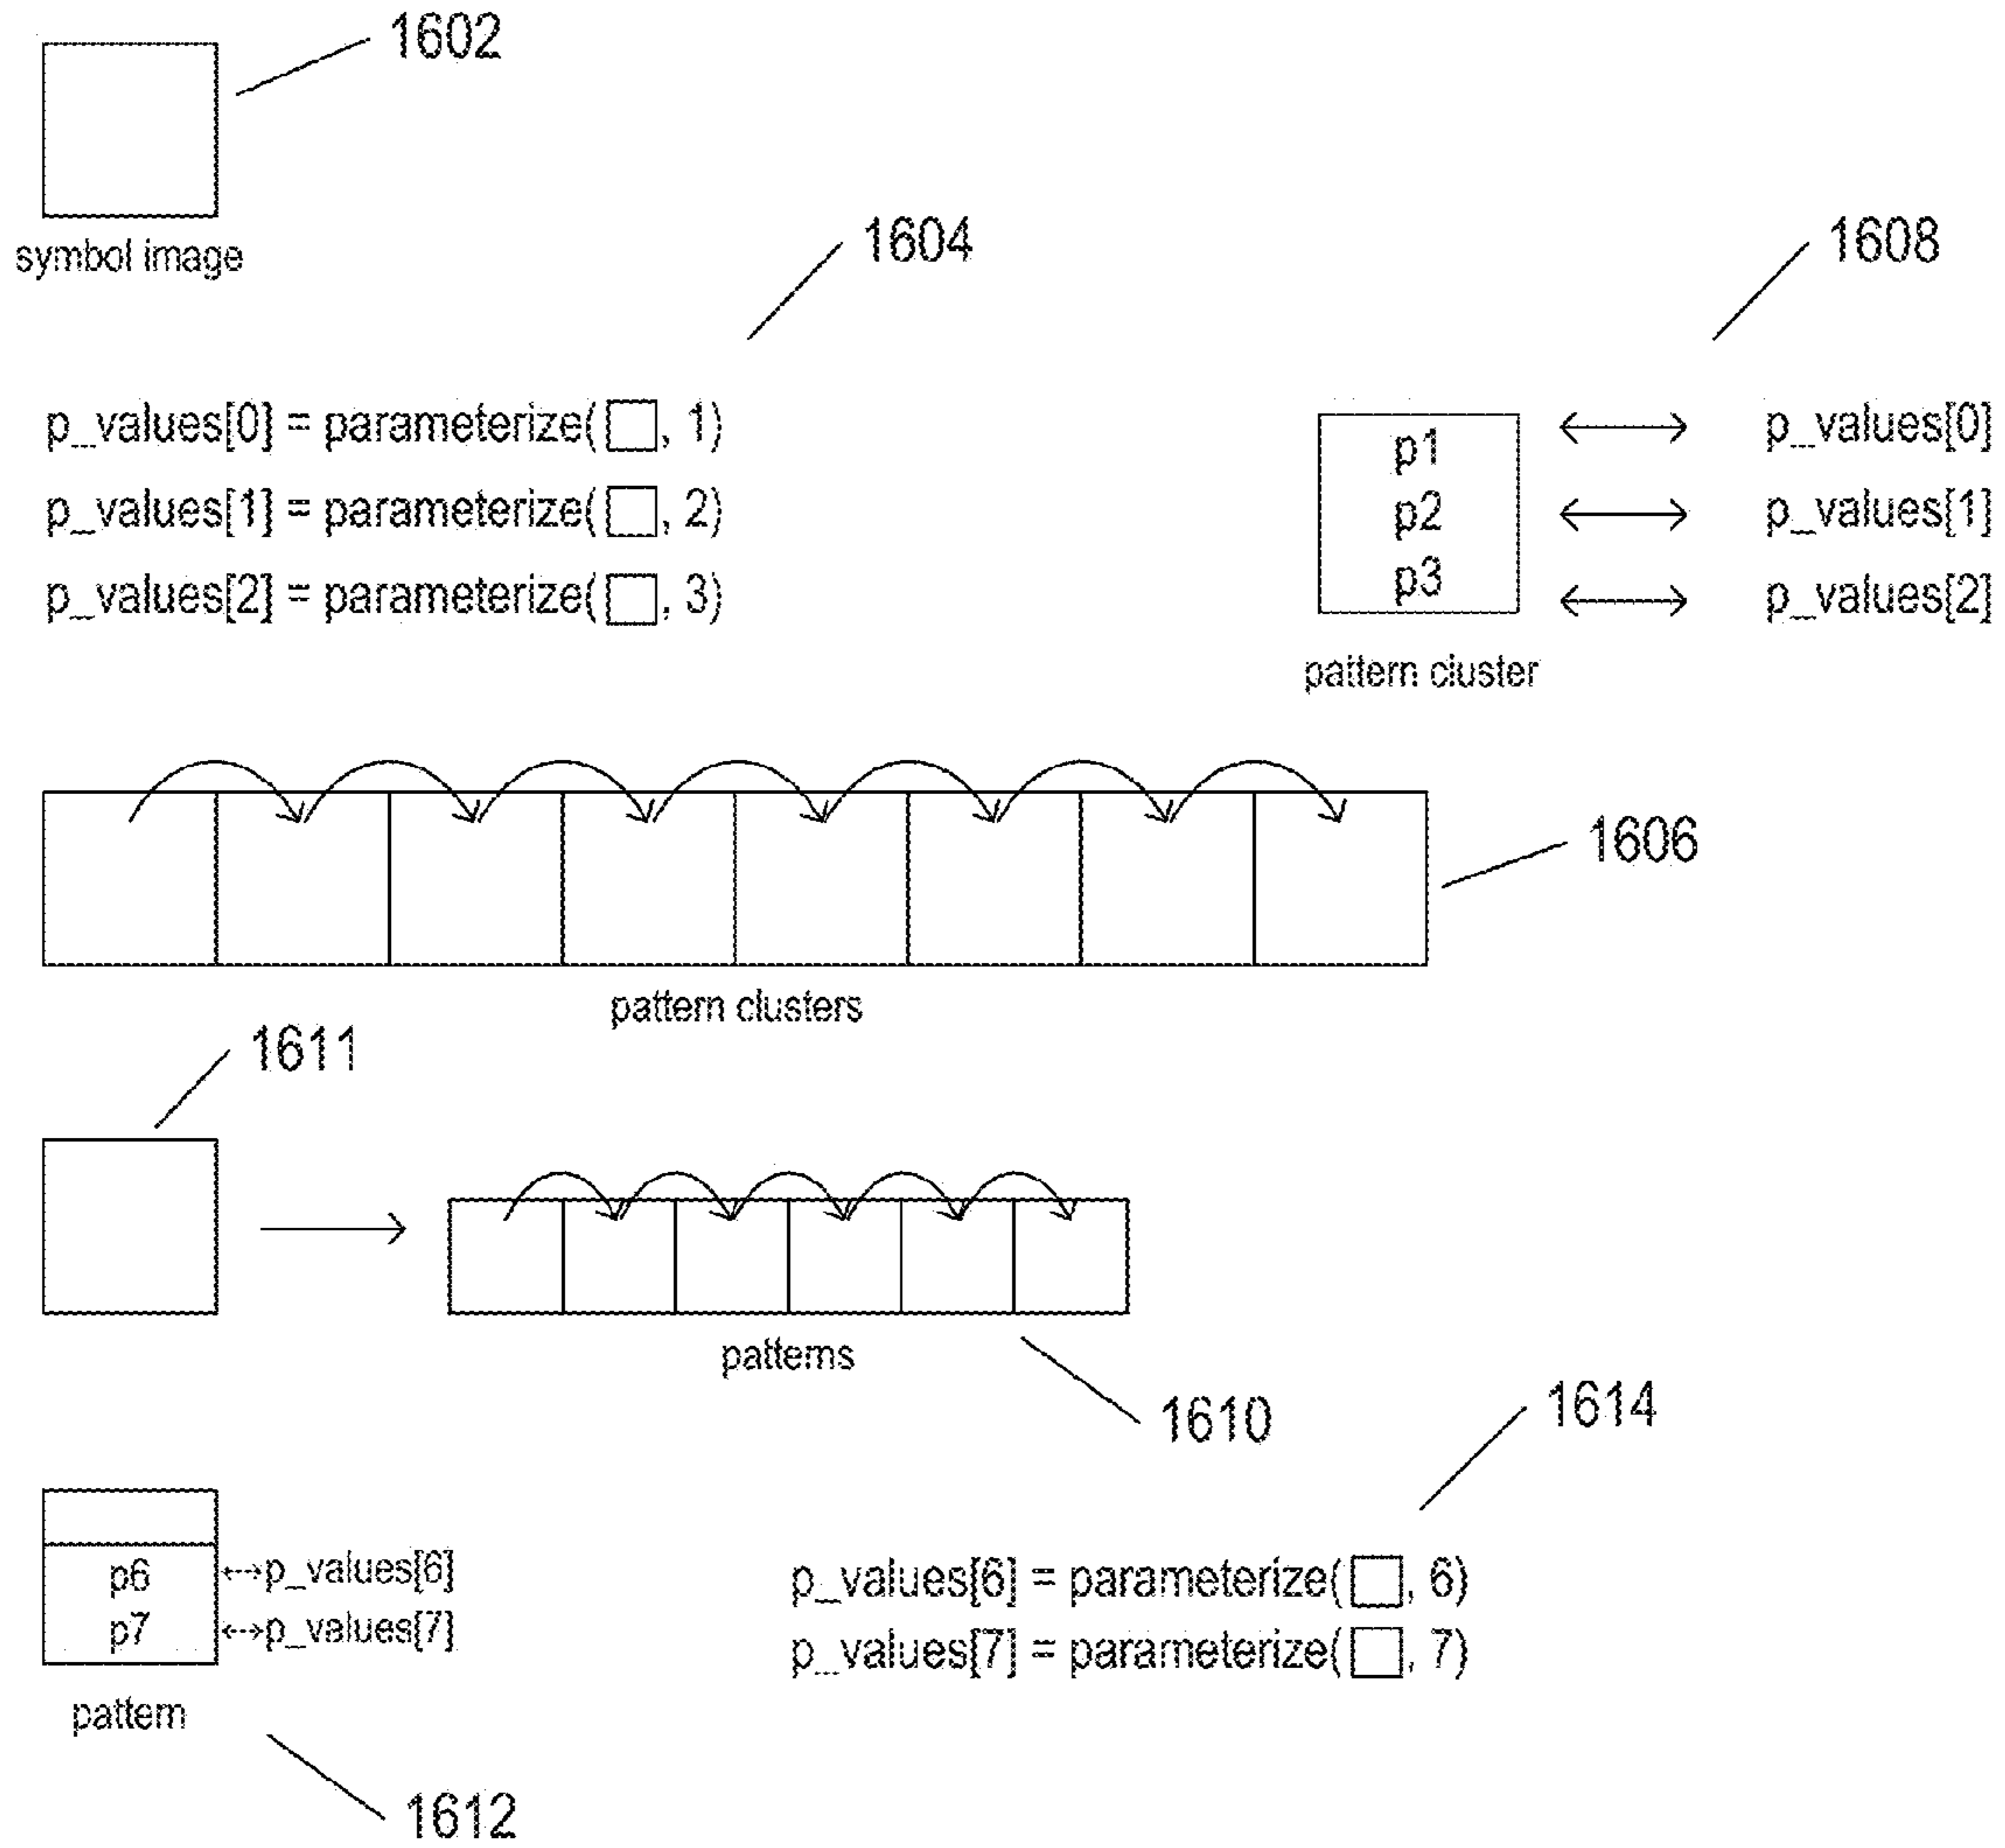 1602
symbol image
1604
1608
p_values[0] = parameterize( , 1)
p_values[1] = parameterize( , 2)
p_values[2] = parameterize( , 3)
p1
p_values[0]
p2
p_values[1]
p3
p_values[2]
pattern cluster
1606
pattern clusters
1611
patterns
1610
1614
p6
p_values[6]
p7
p_values[7]
p_values[6] = parameterize( , 6)
p_values[7] = parameterize( , 7)
pattern
1612